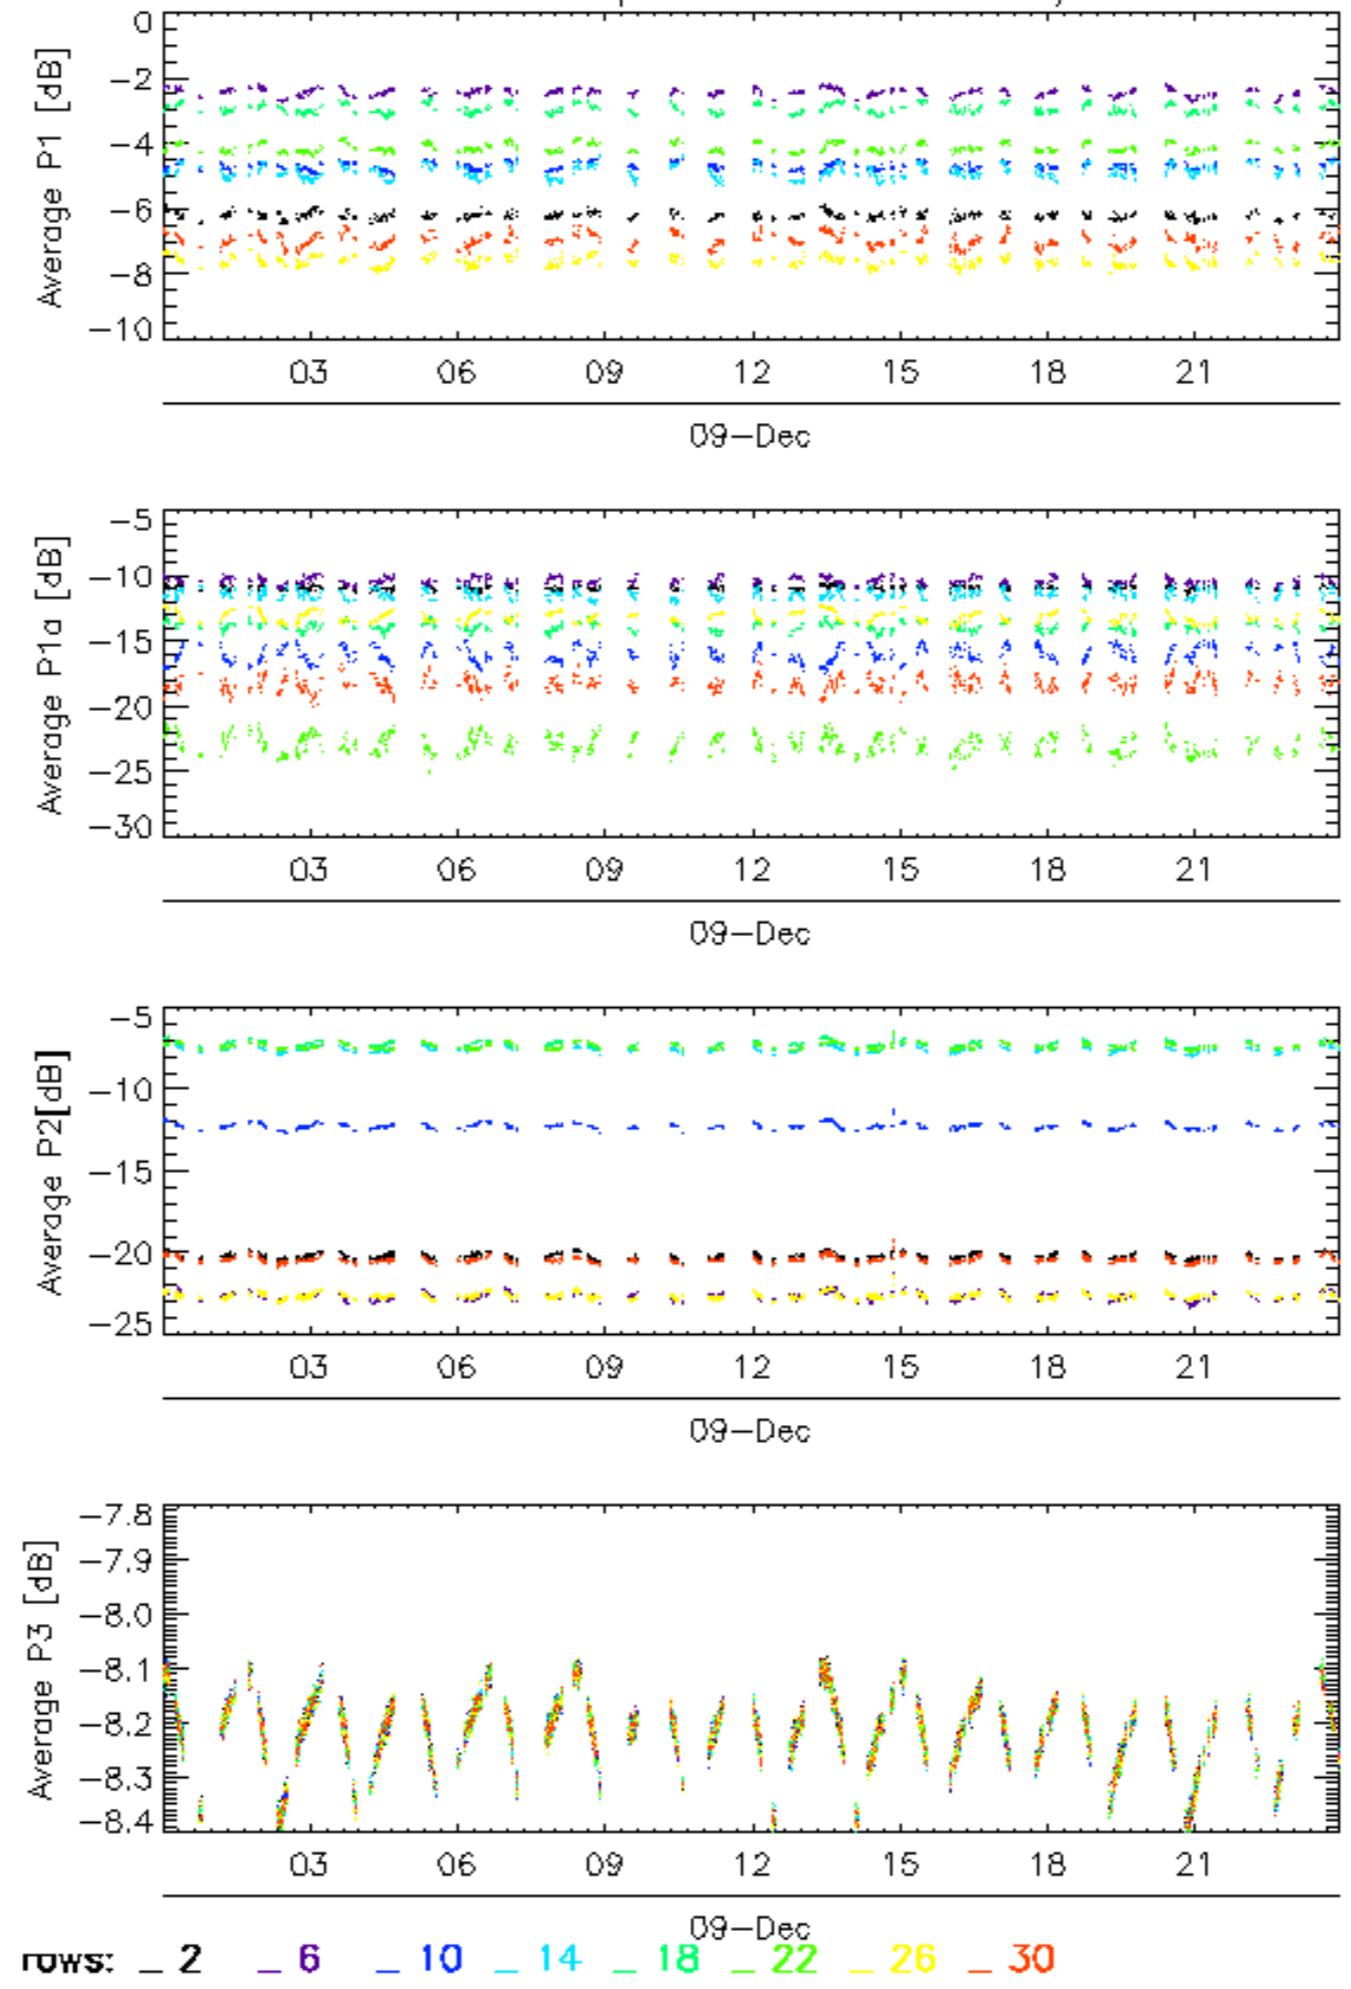 0
−2
−4
−6
−8
−10
Average P1 [dB]
03 06 09 12 15 18 21
09−Dec
−5
−10
−15
−20
−25
−30
Average P1a [dB]
03 06 09 12 15 18 21
09−Dec
−5
−10
−15
−20
−25
Average P2[dB]
03 06 09 12 15 18 21
09−Dec
−7.8
−7.9
−8.0
−8.1
−8.2
−8.3
−8.4
Average P3 [dB]
03 06 09 12 15 18 21
09−Dec
rows: _ 2 _ 6 _ 10 _ 14 _ 18 _ 22 _ 26 _ 30